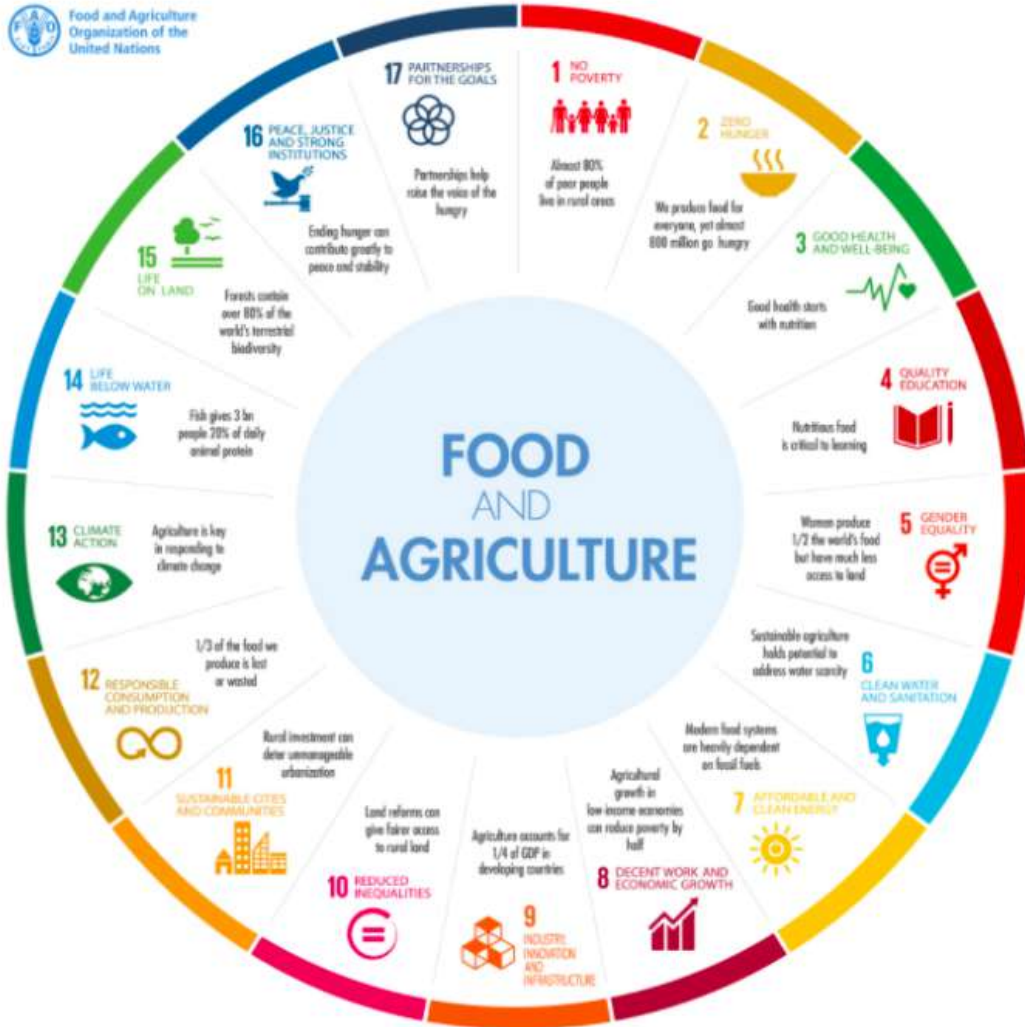 Food and Agriculture
Organization of the
United Nations
FOOD
AND
AGRICULTURE
1 NO
POVERTY
Almost 80%
of poor people
live in rural areas
2 ZERO
HUNGER
We produce food for
everyone, yet almost
800 million go hungry
3 GOOD HEALTH
AND WELL-BEING
Good health starts
with nutrition
4 QUALITY
EDUCATION
Nutritious food
is critical to learning
5 GENDER
EQUALITY
Women produce
1/2 the world's food
but have much less
access to land
6
CLEAN WATER
AND SANITATION
Sustainable agriculture
holds potential to
address water scarcity
7 AFFORDABLE AND
CLEAN ENERGY
Modern food systems
are heavily dependent
on fossil fuels
8 DECENT WORK AND
ECONOMIC GROWTH
Agricultural
growth in
low-income economies
can reduce poverty by
half
9
INDUSTRY,
INNOVATION
AND
INFRASTRUCTURE
Agriculture accounts for
1/4 of GDP in
developing countries
10 REDUCED
INEQUALITIES
Land reforms can
give fairer access
to rural land
11
SUSTAINABLE CITIES
AND COMMUNITIES
Rural investment can
deter unmanageable
urbanization
12 RESPONSIBLE
CONSUMPTION
AND PRODUCTION
1/3 of the food we
produce is lost
or wasted
13 CLIMATE
ACTION
Agriculture is key
in responding to
climate change
14 LIFE
BELOW WATER
Fish gives 3 bn
people 20% of daily
animal protein
15
LIFE
ON LAND
Forests contain
over 80% of the
world's terrestrial
biodiversity
16 PEACE, JUSTICE
AND STRONG
INSTITUTIONS
Ending hunger can
contribute greatly to
peace and stability
17 PARTNERSHIPS
FOR THE GOALS
Partnerships help
raise the voice of the
hungry